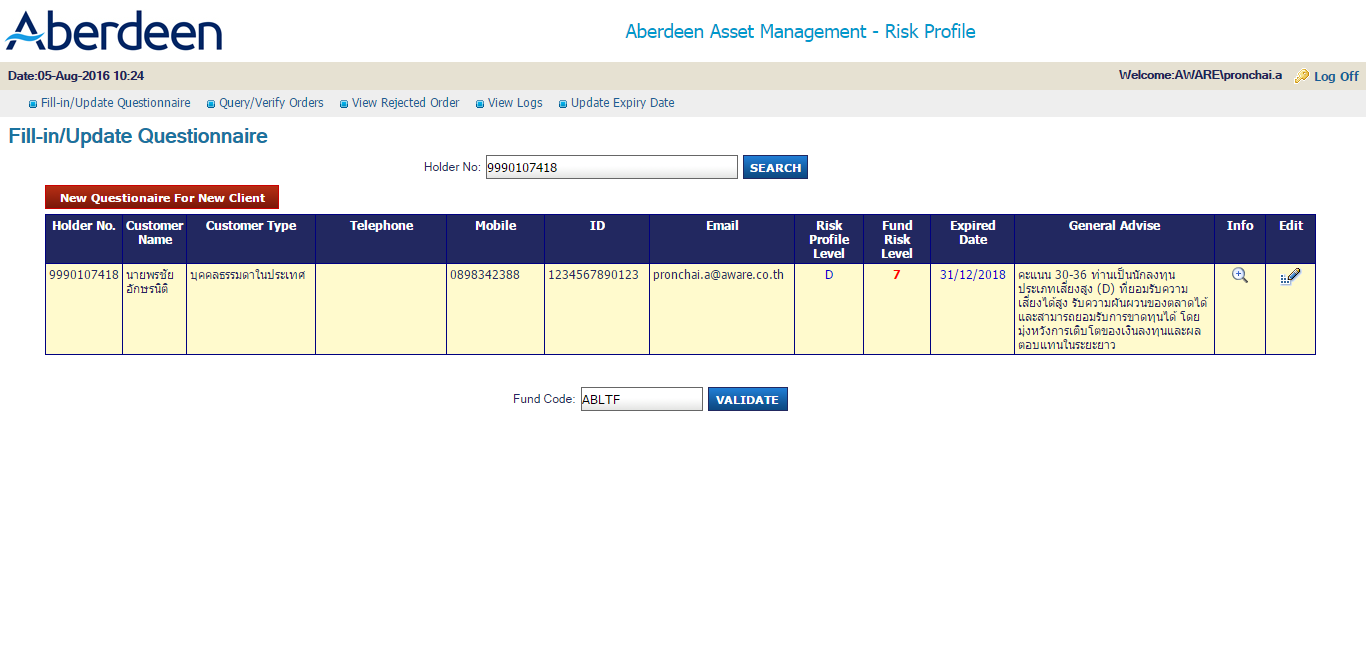 Aberdeen
Aberdeen Asset Management - Risk Profile
Date:05-Aug-2016 10:24
Welcome:AWARE\pronchai.a
Log Off
Fill-in/Update Questionnaire
Query/Verify Orders
View Rejected Order
View Logs
Update Expiry Date
Fill-in/Update Questionnaire
Holder No:
9990107418
SEARCH
New Questionaire For New Client
Holder No.
Customer
Name
Customer Type
Telephone
Mobile
ID
Email
Risk
Profile
Level
Fund
Risk
Level
Expired
Date
General Advise
Info
Edit
9990107418
นายพรชัย
อักษรนิติ
บุคคลธรรมดาในประเทศ
0898342388
1234567890123
pronchai.a@aware.co.th
D
7
31/12/2018
คะแนน 30-36 ท่านเป็นนักลงทุน
ประเภทเสี่ยงสูง (D) ที่ยอมรับความ
เสี่ยงได้สูง รับความผันผวนของตลาดได้
และสามารถยอมรับการขาดทุนได้ โดย
มุ่งหวังการเติบโตของเงินลงทุนและผล
ตอบแทนในระยะยาว
Fund Code:
ABLTF
VALIDATE